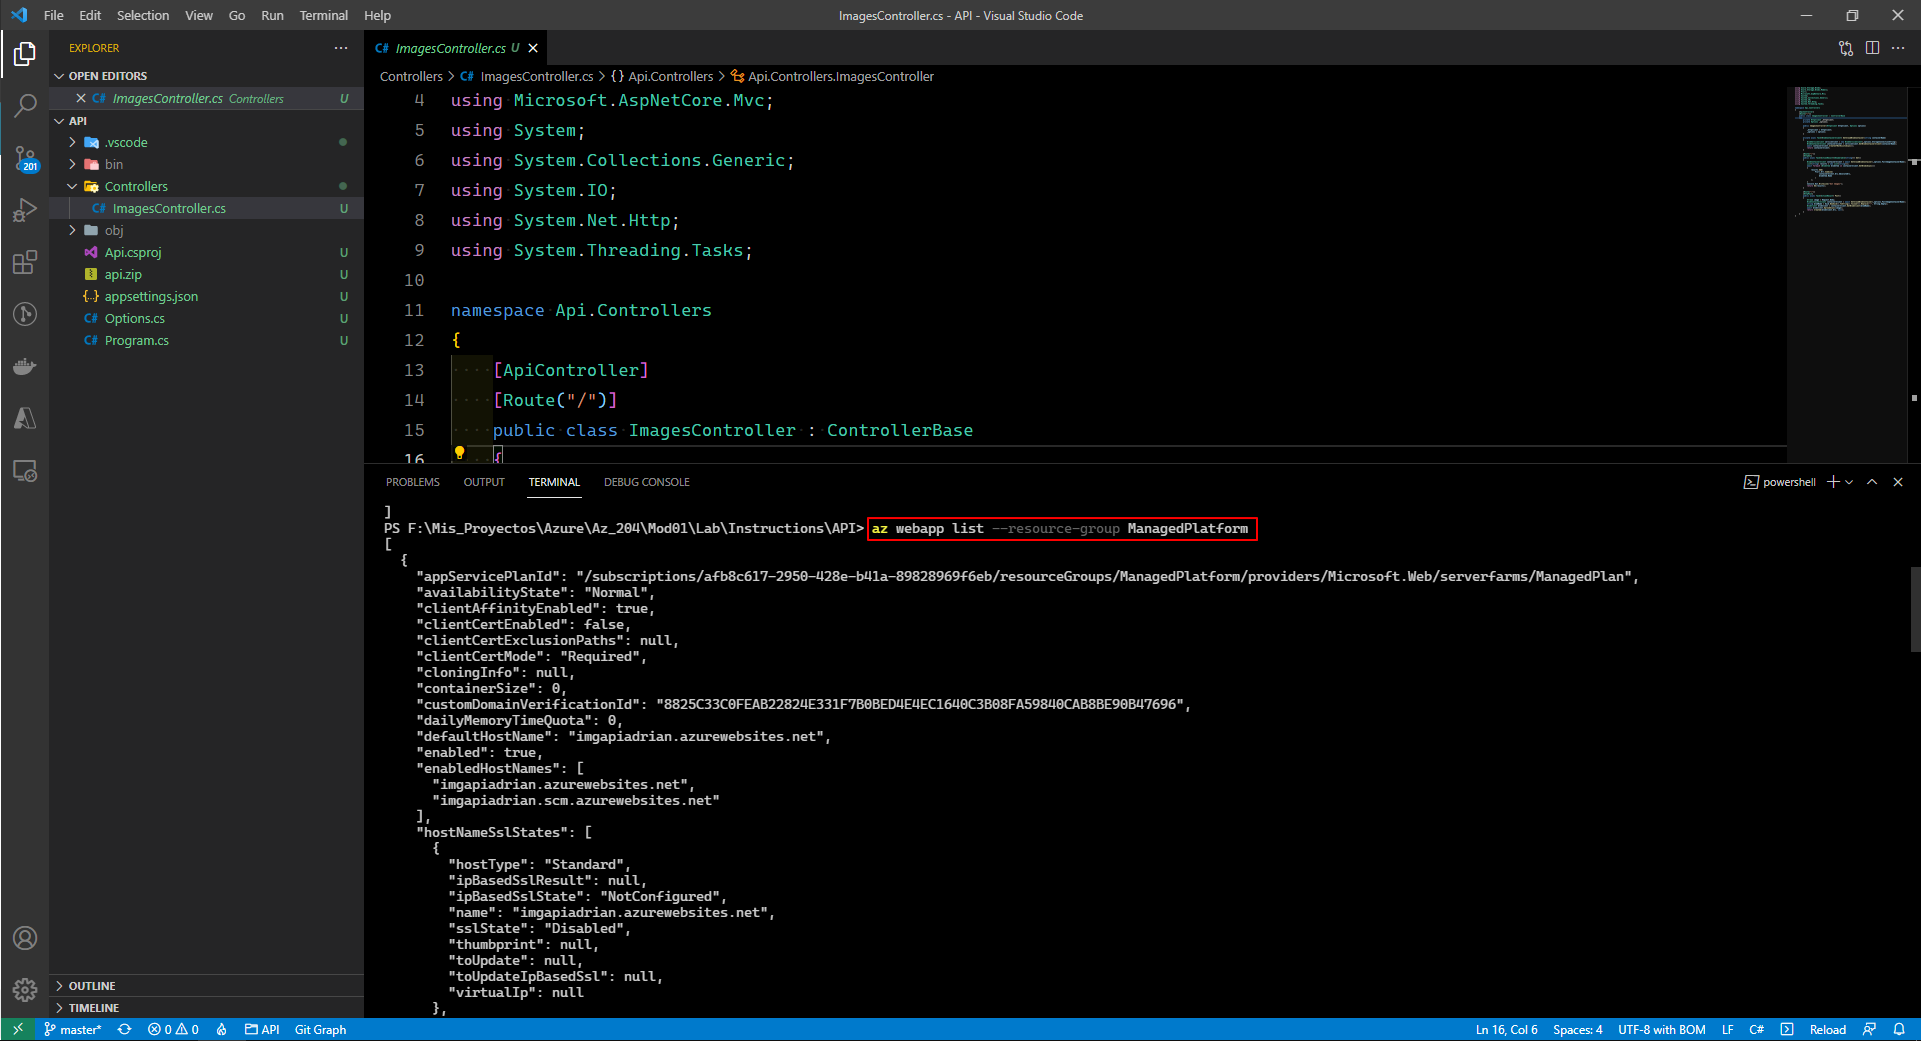 File Edit Selection View Go Run Terminal Help
ImagesController.cs - API - Visual Studio Code
EXPLORER
OPEN EDITORS
ImagesController.cs Controllers U
API
.vscode
bin
Controllers
ImagesController.cs U
obj
Api.csproj U
api.zip U
appsettings.json U
Options.cs U
Program.cs U
OUTLINE
TIMELINE
201
ImagesController.cs U
Controllers > ImagesController.cs > {} Api.Controllers > Api.Controllers.ImagesController
4 using Microsoft.AspNetCore.Mvc;
5 using System;
6 using System.Collections.Generic;
7 using System.IO;
8 using System.Net.Http;
9 using System.Threading.Tasks;
10
11 namespace Api.Controllers
12 {
13 [ApiController]
14 [Route("/")]
15 public class ImagesController : ControllerBase
16 {
PROBLEMS OUTPUT TERMINAL DEBUG CONSOLE
powershell
]
PS F:\Mis_Proyectos\Azure\Az_204\Mod01\Lab\Instructions\API> az webapp list --resource-group ManagedPlatform
[
{
"appServicePlanId": "/subscriptions/afb8c617-2950-428e-b41a-89828969f6eb/resourceGroups/ManagedPlatform/providers/Microsoft.Web/serverfarms/ManagedPlan",
"availabilityState": "Normal",
"clientAffinityEnabled": true,
"clientCertEnabled": false,
"clientCertExclusionPaths": null,
"clientCertMode": "Required",
"cloningInfo": null,
"containerSize": 0,
"customDomainVerificationId": "8825C33C0FEAB22824E331F7B0BED4E4EC1640C3B08FA59840CAB8BE90B47696",
"dailyMemoryTimeQuota": 0,
"defaultHostName": "imgapiadrian.azurewebsites.net",
"enabled": true,
"enabledHostNames": [
"imgapiadrian.azurewebsites.net",
"imgapiadrian.scm.azurewebsites.net"
],
"hostNameSslStates": [
{
"hostType": "Standard",
"ipBasedSslResult": null,
"ipBasedSslState": "NotConfigured",
"name": "imgapiadrian.azurewebsites.net",
"sslState": "Disabled",
"thumbprint": null,
"toUpdate": null,
"toUpdateIpBasedSsl": null,
"virtualIp": null
},
master* 0 0 API Git Graph
Ln 16, Col 6 Spaces: 4 UTF-8 with BOM LF C# Reload